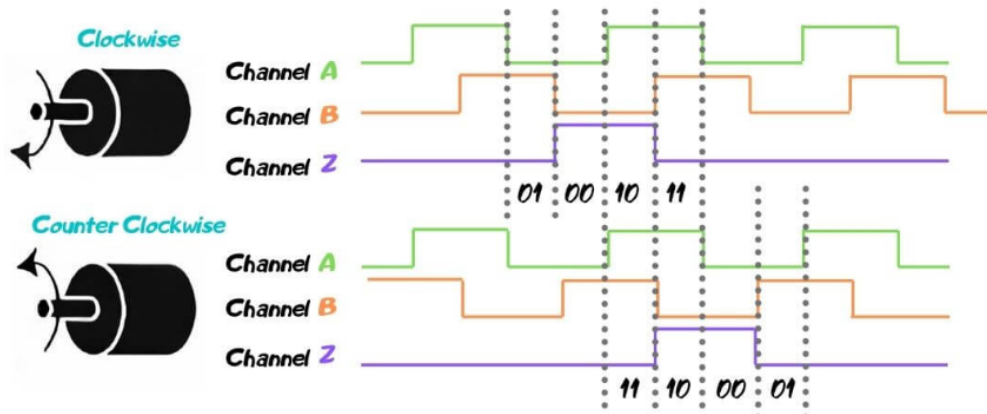 Clockwise
Channel A
Channel B
Channel Z
01 00 10 11
Counter Clockwise
Channel A
Channel B
Channel Z
11 10 00 01